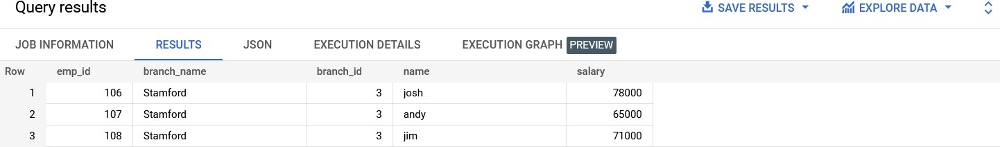 Query results SAVE RESULTS EXPLORE DATA
JOB INFORMATION RESULTS JSON EXECUTION DETAILS EXECUTION GRAPH PREVIEW
Row emp_id branch_name branch_id name salary
1 106 Stamford 3 josh 78000
2 107 Stamford 3 andy 65000
3 108 Stamford 3 jim 71000